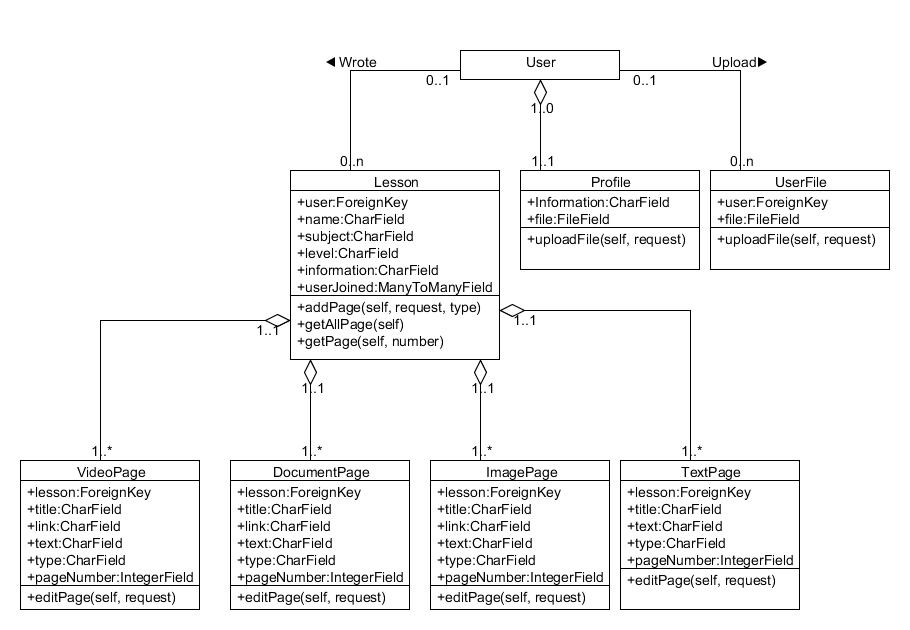 ◀ Wrote
User
Upload▶
0..1
0..1
1..0
0..n
1..1
0..n
Lesson
+user:ForeignKey
+name:CharField
+subject:CharField
+level:CharField
+information:CharField
+userJoined:ManyToManyField
+addPage(self, request, type)
+getAllPage(self)
+getPage(self, number)
Profile
+Information:CharField
+file:FileField
+uploadFile(self, request)
UserFile
+user:ForeignKey
+file:FileField
+uploadFile(self, request)
1..1
1..1
1..1
1..1
1..*
1..*
1..*
1..*
VideoPage
+lesson:ForeignKey
+title:CharField
+link:CharField
+text:CharField
+type:CharField
+pageNumber:IntegerField
+editPage(self, request)
DocumentPage
+lesson:ForeignKey
+title:CharField
+link:CharField
+text:CharField
+type:CharField
+pageNumber:IntegerField
+editPage(self, request)
ImagePage
+lesson:ForeignKey
+title:CharField
+link:CharField
+text:CharField
+type:CharField
+pageNumber:IntegerField
+editPage(self, request)
TextPage
+lesson:ForeignKey
+title:CharField
+text:CharField
+type:CharField
+pageNumber:IntegerField
+editPage(self, request)